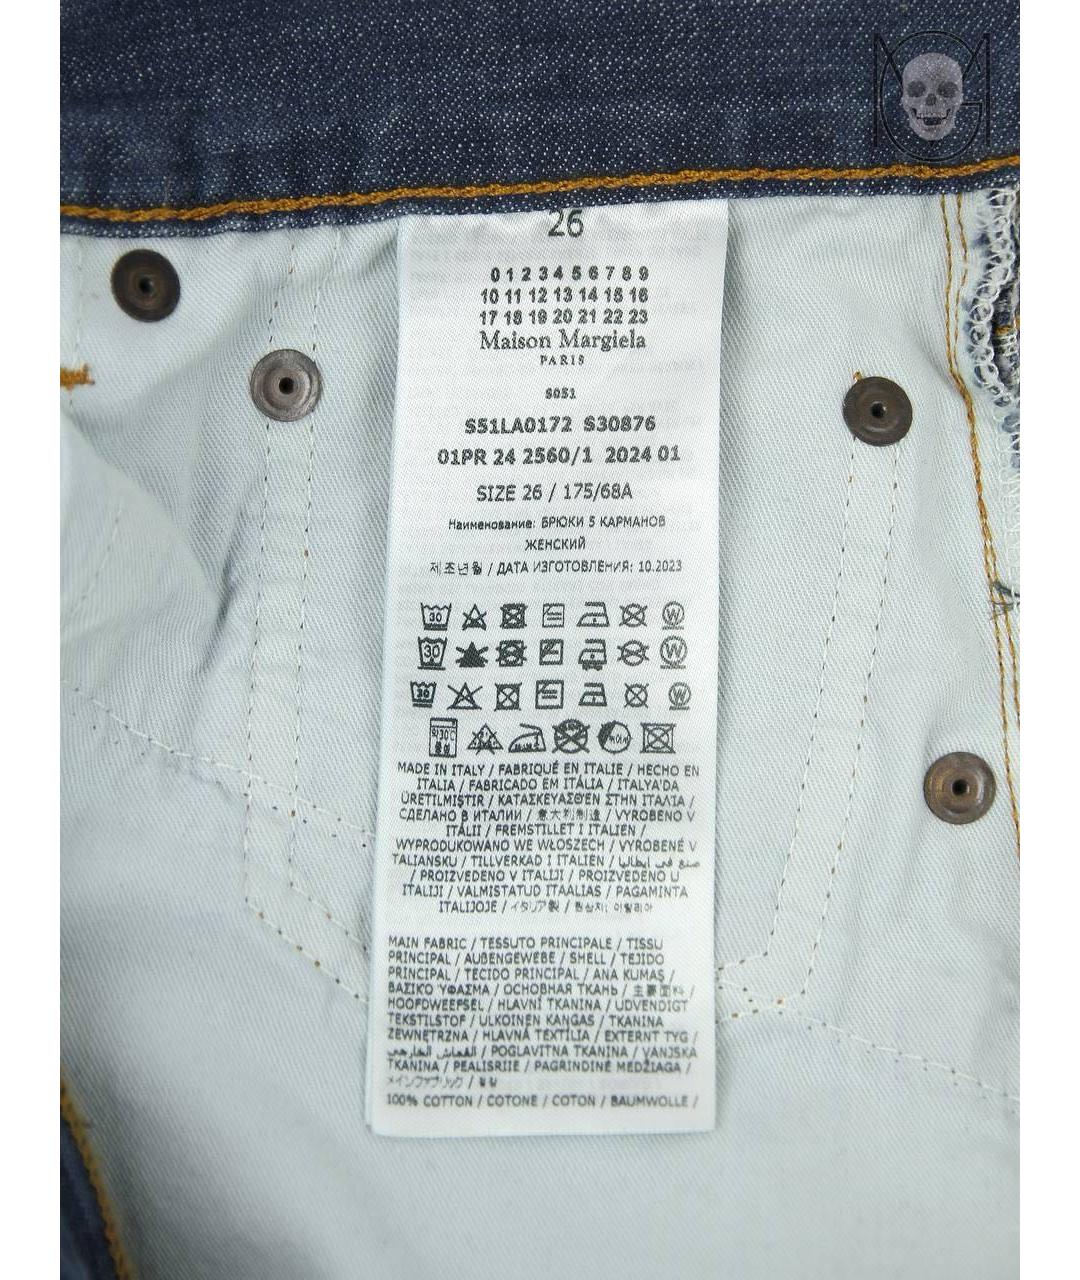 26
0 1 2 3 4 5 6 7 8 9
10 11 12 13 14 15 16
17 18 19 20 21 22 23
Maison Margiela
PARIS
S051
S51LA0172 S30876
01PR 24 2560/1 2024 01
SIZE 26 / 175/68A
Наименование: БРЮКИ 5 КАРМАНОВ
ЖЕНСКИЙ
제조년월 / ДАТА ИЗГОТОВЛЕНИЯ: 10.2023
30 W
30 W
30 W
MADE IN ITALY / FABRIQUÉ EN ITALIE / HECHO EN
ITALIA / FABRICADO EM ITÁLIA / ITALYA'DA
ÜRETILMIŞTIR / ΚΑΤΑΣΚΕΥΑΣΘΕΝ ΣΤΗΝ ΙΤΑΛΙΑ /
СДЕЛАНО В ИТАЛИИ / 意大利制造 / VYROBENO V
ITÁLII / FREMSTILLET I ITALIEN /
WYPRODUKOWANO WE WŁOSZECH / VYROBENÉ V
TALIANSKU / TILLVERKAD I ITALIEN / صنع في إيطاليا
/ PROIZVEDENO V ITALIJI / PROIZVEDENO U
ITALIJI / VALMISTATUD ITAALIAS / PAGAMINTA
ITALIJOJE / イタリア製 / 원산지: 이탈리아
MAIN FABRIC / TESSUTO PRINCIPALE / TISSU
PRINCIPAL / AUßENGEWEBE / SHELL / TEJIDO
PRINCIPAL / TECIDO PRINCIPAL / ANA KUMAŞ /
ΒΑΣΙΚΟ ΎΦΑΣΜΑ / ОСНОВНАЯ ТКАНЬ / 主要面料 /
HOOFDWEEFSEL / HLAVNÍ TKANINA / UDVENDIGT
TEKSTILSTOF / ULKOINEN KANGAS / TKANINA
ZEWNĘTRZNA / HLAVNÁ TEXTÍLIA / EXTERNT TYG /
القماش الخارجي / POGLAVITNA TKANINA / VANJSKA
TKANINA / PEALISRIIE / PAGRINDINĖ MEDŽIAGA /
メインファブリック /
100% COTTON / COTONE / COTON / BAUMWOLLE /